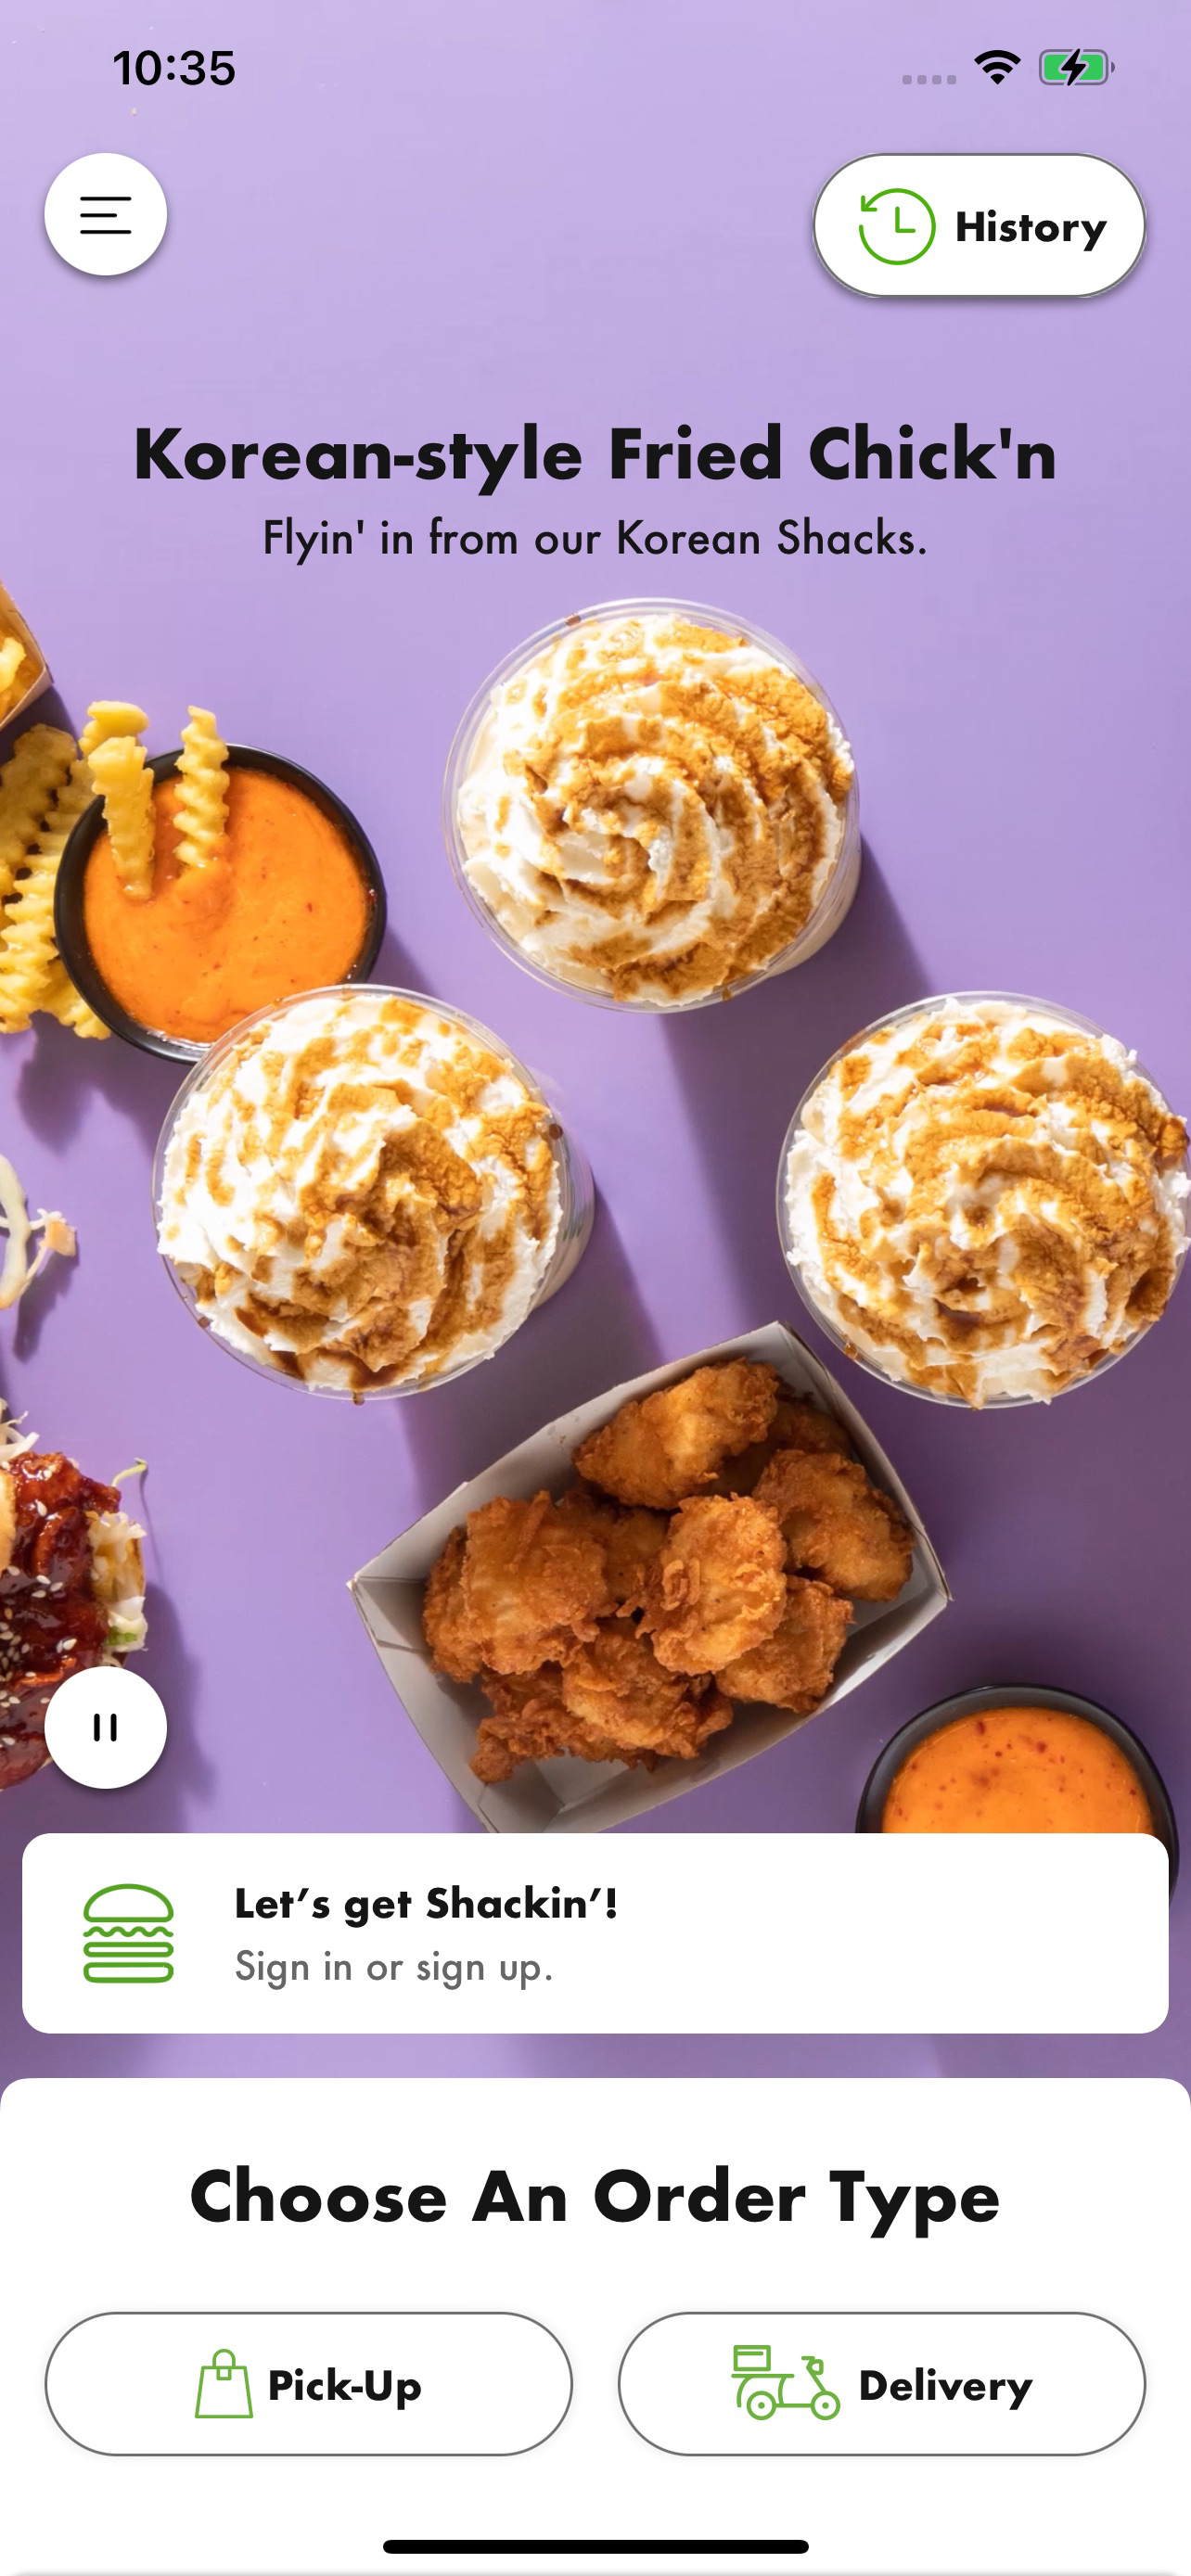 10:35
History
Korean-style Fried Chick'n
Flyin' in from our Korean Shacks.
Let’s get Shackin’!
Sign in or sign up.
Choose An Order Type
Pick-Up
Delivery